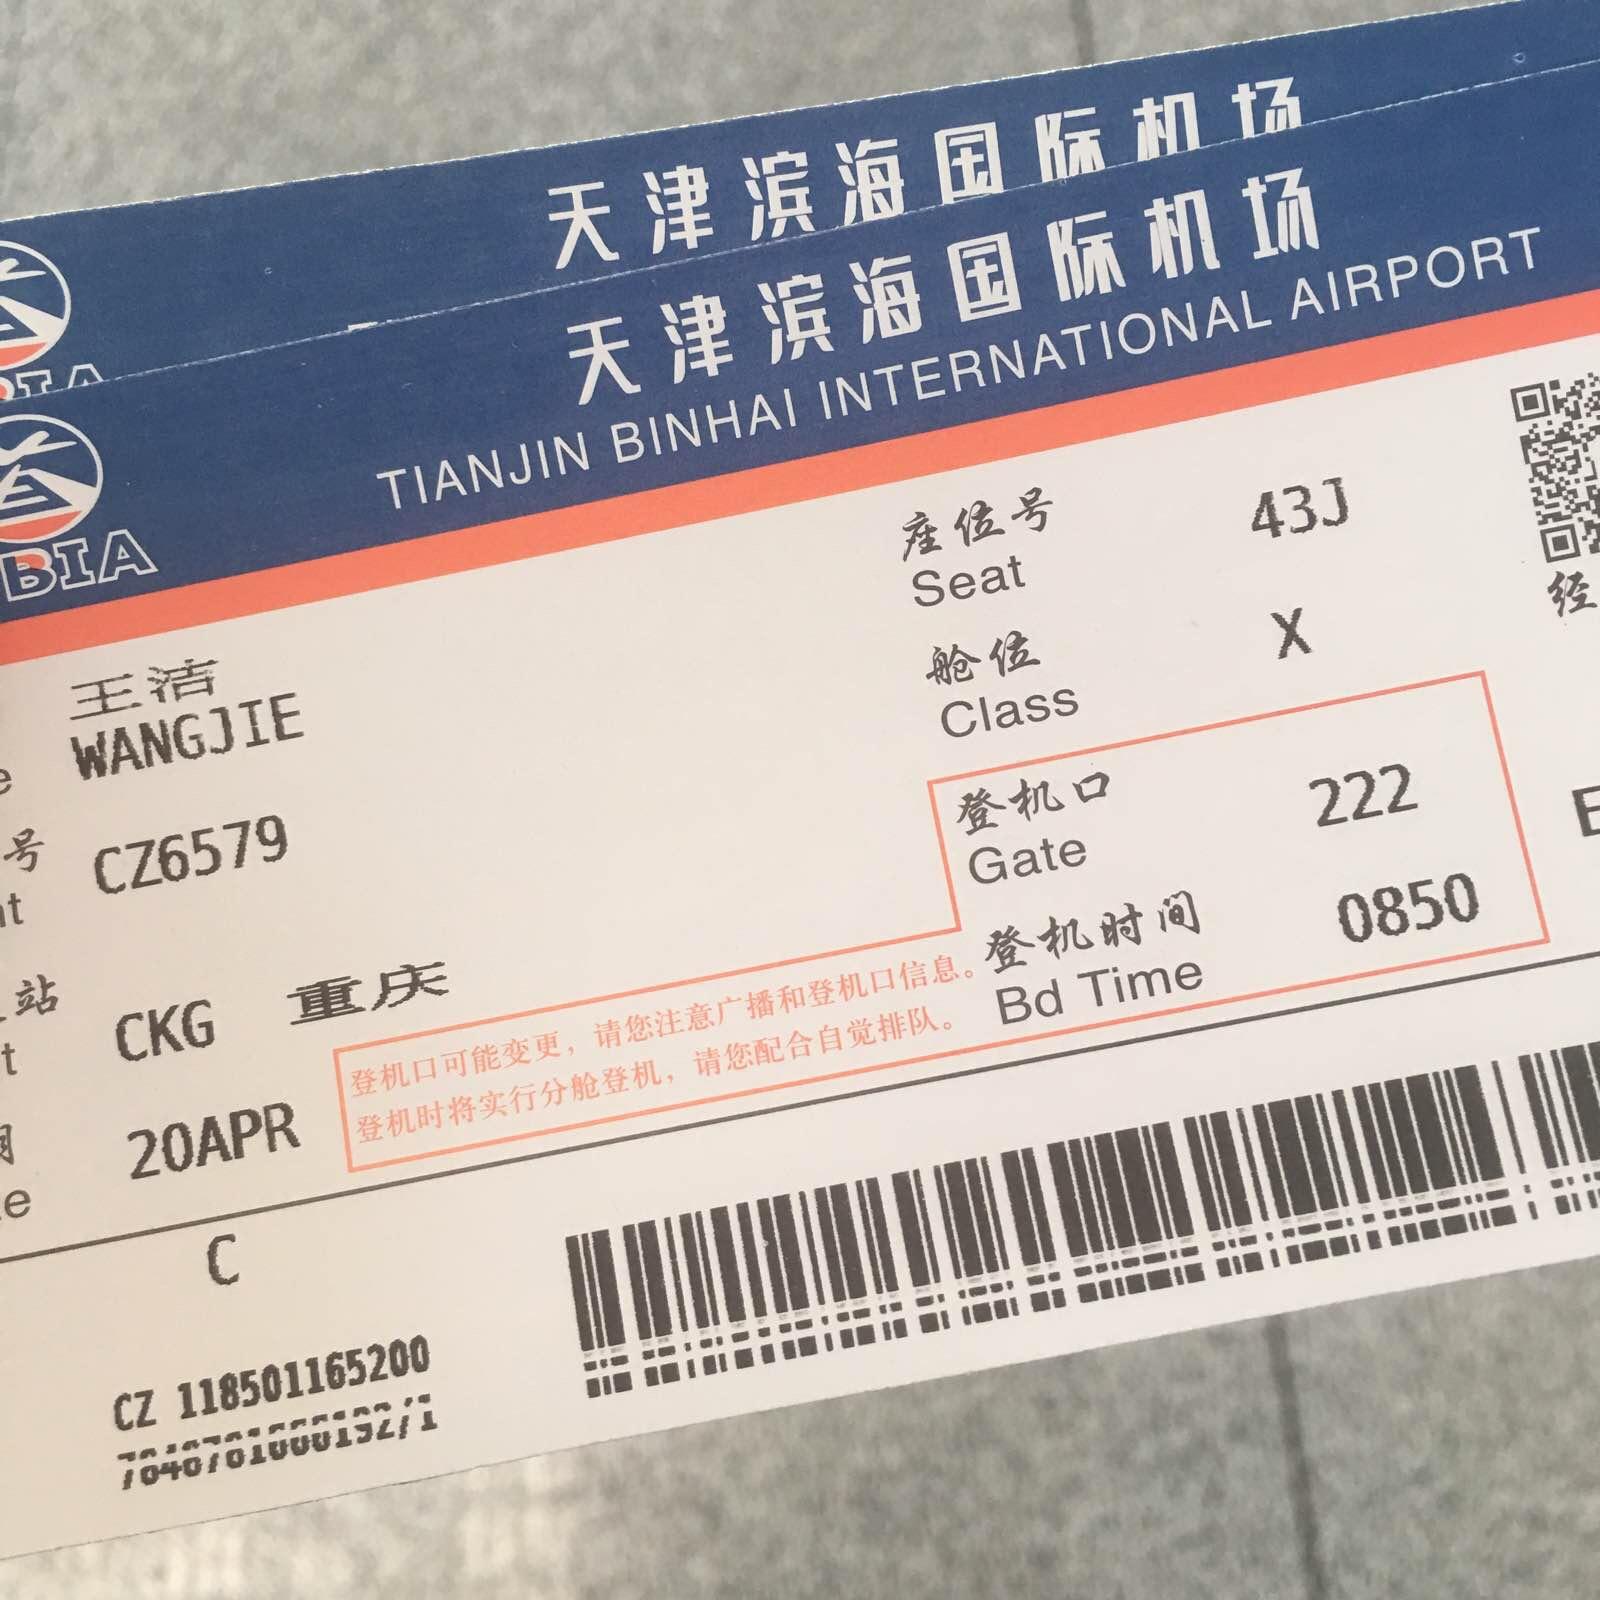 天津滨海国际机场
BIA
天津滨海国际机场
TIANJIN BINHAI INTERNATIONAL AIRPORT
BIA
座位号 43J
Seat
王洁
WANGJIE
舱位 X
Class
经
号 CZ6579
登机口 222
Gate
E
站 CKG 重庆
登机时间 0850
Bd Time
登机口可能变更，请您注意广播和登机口信息。
登机时将实行分舱登机，请您配合自觉排队。
20APR
C
CZ 118501165200